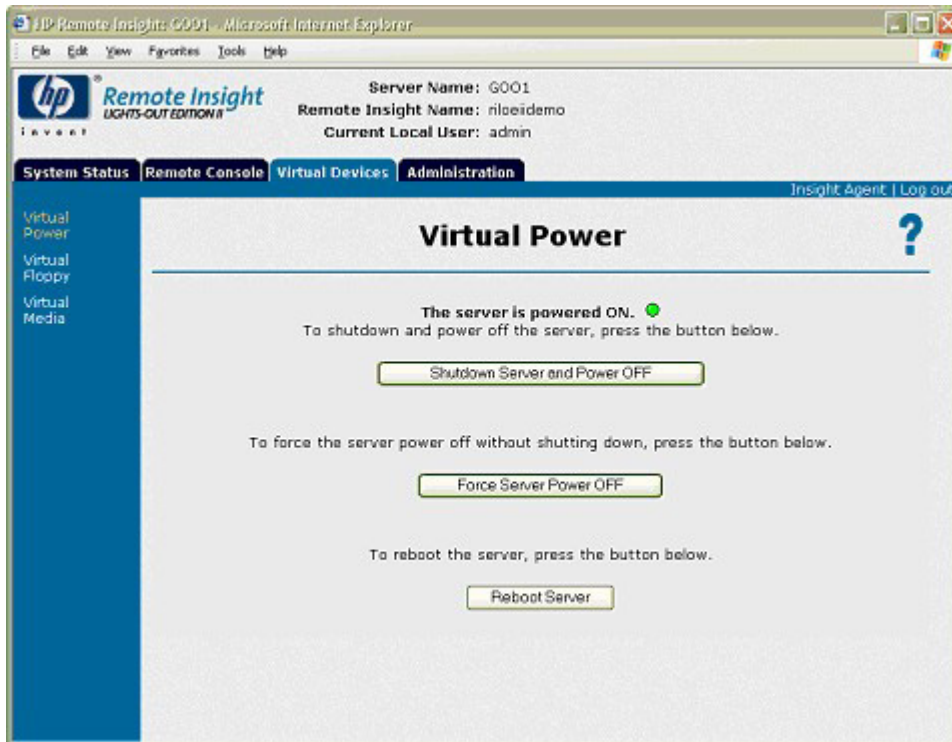 HP Remote Insight: GOO1 - Microsoft Internet Explorer
File Edit View Favorites Tools Help
hp
invent
Remote Insight
LIGHTS-OUT EDITION II
Server Name: GOO1
Remote Insight Name: riloeiidemo
Current Local User: admin
System Status Remote Console Virtual Devices Administration
Insight Agent | Log out
Virtual
Power
Virtual
Floppy
Virtual
Media
Virtual Power
?
The server is powered ON.
To shutdown and power off the server, press the button below.
Shutdown Server and Power OFF
To force the server power off without shutting down, press the button below.
Force Server Power OFF
To reboot the server, press the button below.
Reboot Server